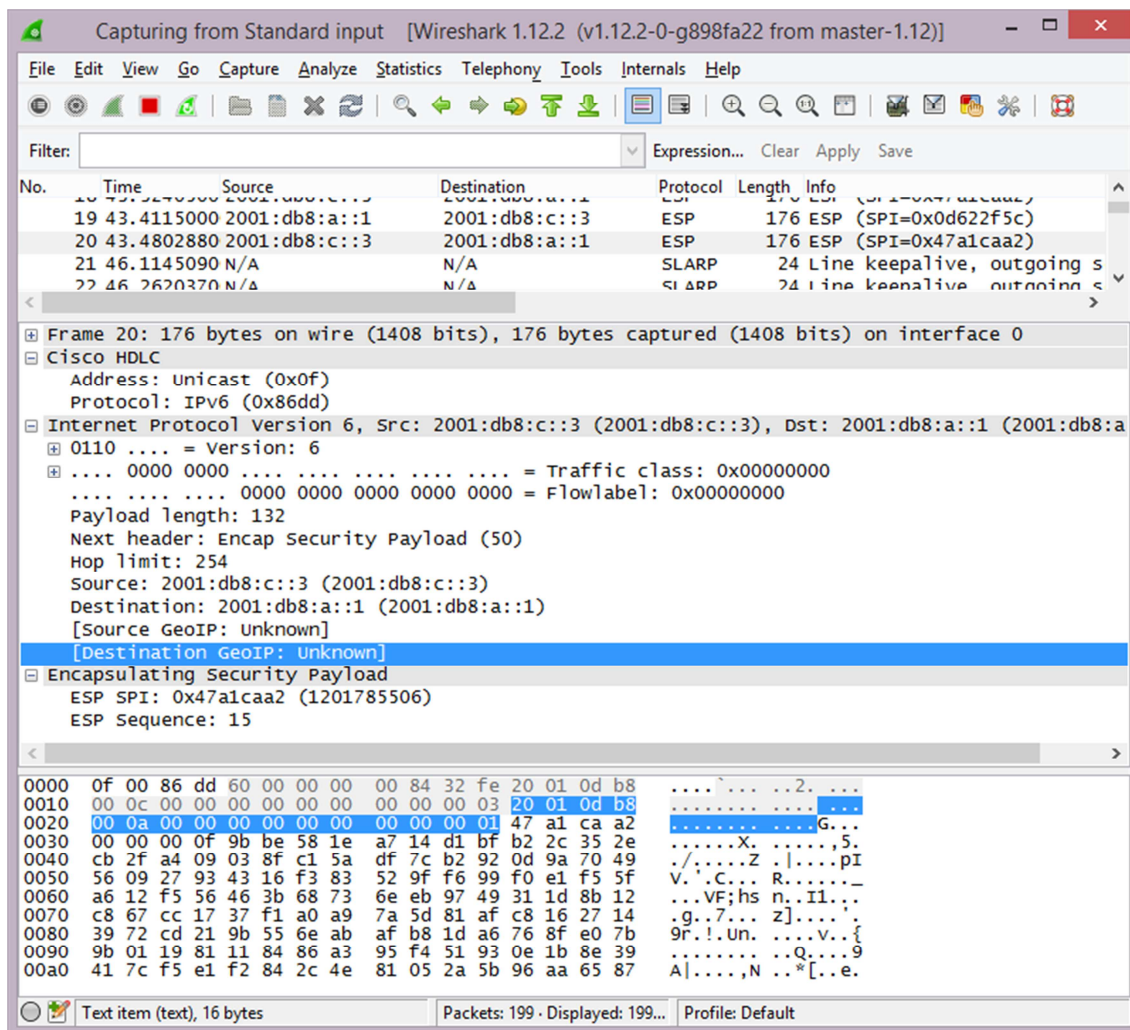 Capturing from Standard input [Wireshark 1.12.2 (v1.12.2-0-g898fa22 from master-1.12)]
File Edit View Go Capture Analyze Statistics Telephony Tools Internals Help
Filter: Expression... Clear Apply Save
No. Time Source Destination Protocol Length Info
19 43.4115000 2001:db8:a::1 2001:db8:c::3 ESP 176 ESP (SPI=0x0d622f5c)
20 43.4802880 2001:db8:c::3 2001:db8:a::1 ESP 176 ESP (SPI=0x47a1caa2)
21 46.1145090 N/A N/A SLARP 24 Line keepalive, outgoing s
22 46.2620370 N/A N/A SLARP 24 Line keepalive, outgoing s
Frame 20: 176 bytes on wire (1408 bits), 176 bytes captured (1408 bits) on interface 0
Cisco HDLC
Address: Unicast (0x0f)
Protocol: IPv6 (0x86dd)
Internet Protocol Version 6, Src: 2001:db8:c::3 (2001:db8:c::3), Dst: 2001:db8:a::1 (2001:db8:a
0110 .... = Version: 6
.... 0000 0000 .... .... .... .... .... = Traffic class: 0x00000000
.... .... .... 0000 0000 0000 0000 0000 = Flowlabel: 0x00000000
Payload length: 132
Next header: Encap Security Payload (50)
Hop limit: 254
Source: 2001:db8:c::3 (2001:db8:c::3)
Destination: 2001:db8:a::1 (2001:db8:a::1)
[Source GeoIP: Unknown]
[Destination GeoIP: Unknown]
Encapsulating Security Payload
ESP SPI: 0x47a1caa2 (1201785506)
ESP Sequence: 15
0000 0f 00 86 dd 60 00 00 00 00 84 32 fe 20 01 0d b8 ....`... ..2. ...
0010 00 0c 00 00 00 00 00 00 00 00 00 03 20 01 0d b8 ........ .... ...
0020 00 0a 00 00 00 00 00 00 00 00 00 01 47 a1 ca a2 ........ ....G...
0030 00 00 00 0f 9b be 58 1e a7 14 d1 bf b2 2c 35 2e ......X. .....,5.
0040 cb 2f a4 09 03 8f c1 5a df 7c b2 92 0d 9a 70 49 ./.....Z .|....pI
0050 56 09 27 93 43 16 f3 83 52 9f f6 99 f0 e1 f5 5f V.'.C... R......_
0060 a6 12 f5 56 46 3b 68 73 6e eb 97 49 31 1d 8b 12 ...VF;hs n..I1...
0070 c8 67 cc 17 37 f1 a0 a9 7a 5d 81 af c8 16 27 14 .g..7... z]....'.
0080 39 72 cd 21 9b 55 6e ab af b8 1d a6 76 8f e0 7b 9r.!.Un. ....v..{
0090 9b 01 19 81 11 84 86 a3 95 f4 51 93 0e 1b 8e 39 ........ ..Q....9
00a0 41 7c f5 e1 f2 84 2c 4e 81 05 2a 5b 96 aa 65 87 A|....,N ..*[..e.
Text item (text), 16 bytes Packets: 199 · Displayed: 199... Profile: Default